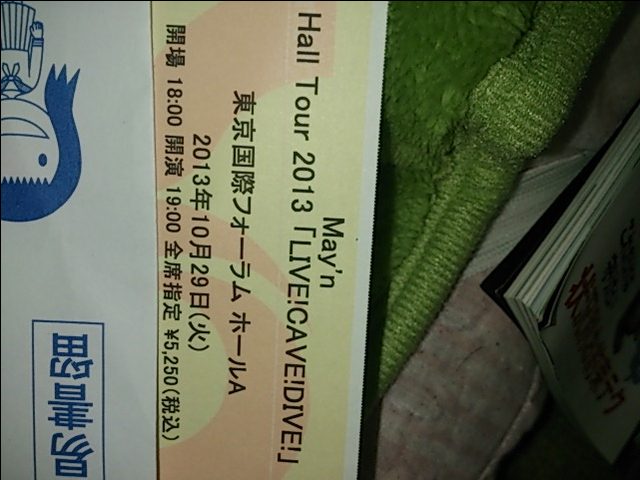 May'n
Hall Tour 2013 「LIVE!CAVE!DIVE!」
東京国際フォーラム ホールA
2013年10月29日(火)
開場 18:00 開演 19:00 全席指定 ¥5,250(税込)